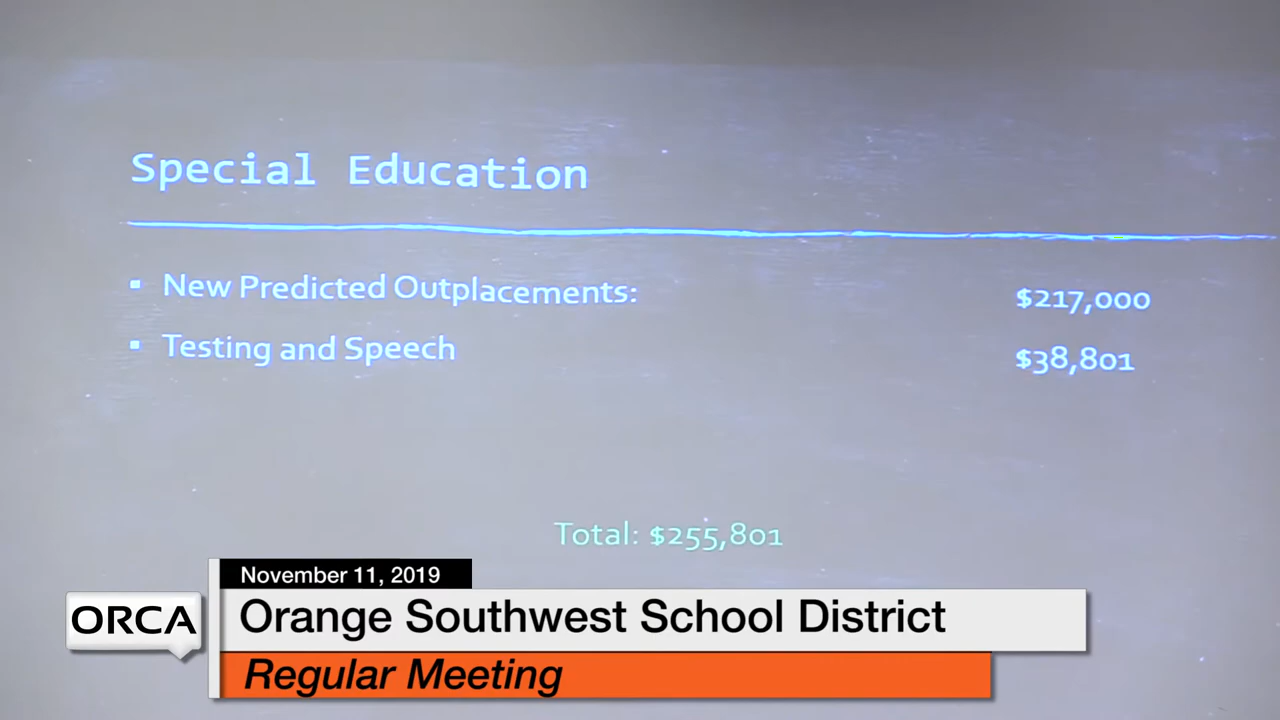 Special Education
▪ New Predicted Outplacements: $217,000
▪ Testing and Speech $38,801
Total: $255,801
November 11, 2019
ORCA
Orange Southwest School District
Regular Meeting